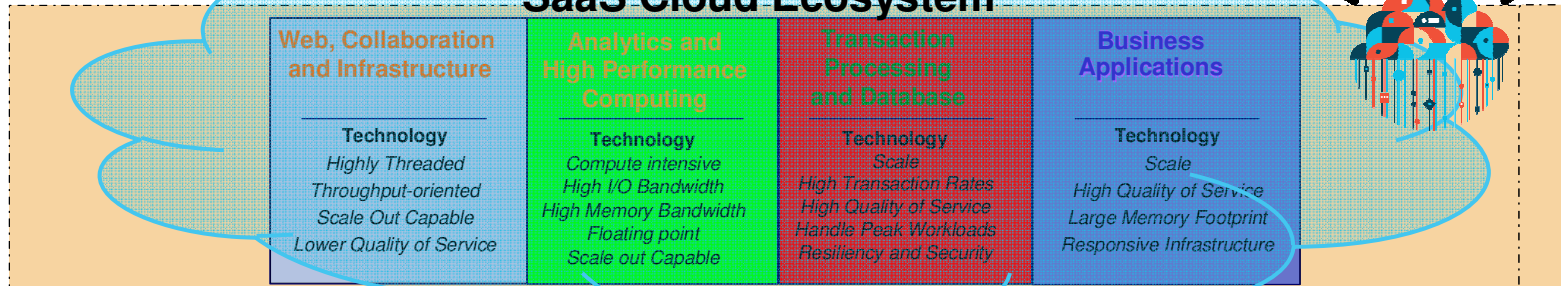 SaaS Cloud Ecosystem
Web, Collaboration
and Infrastructure
Technology
Highly Threaded
Throughput-oriented
Scale Out Capable
Lower Quality of Service
Analytics and
High Performance
Computing
Technology
Compute intensive
High I/O Bandwidth
High Memory Bandwidth
Floating point
Scale out Capable
Transaction
Processing
and Database
Technology
Scale
High Transaction Rates
High Quality of Service
Handle Peak Workloads
Resiliency and Security
Business
Applications
Technology
Scale
High Quality of Service
Large Memory Footprint
Responsive Infrastructure